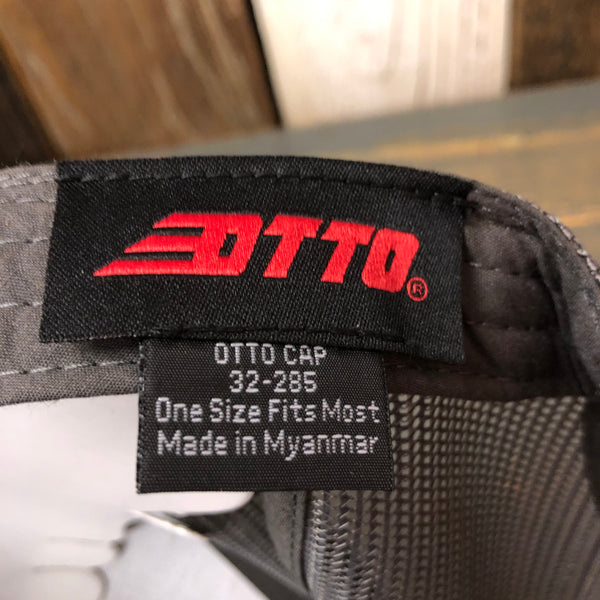 OTTO®
OTTO CAP
32-285
One Size Fits Most
Made in Myanmar